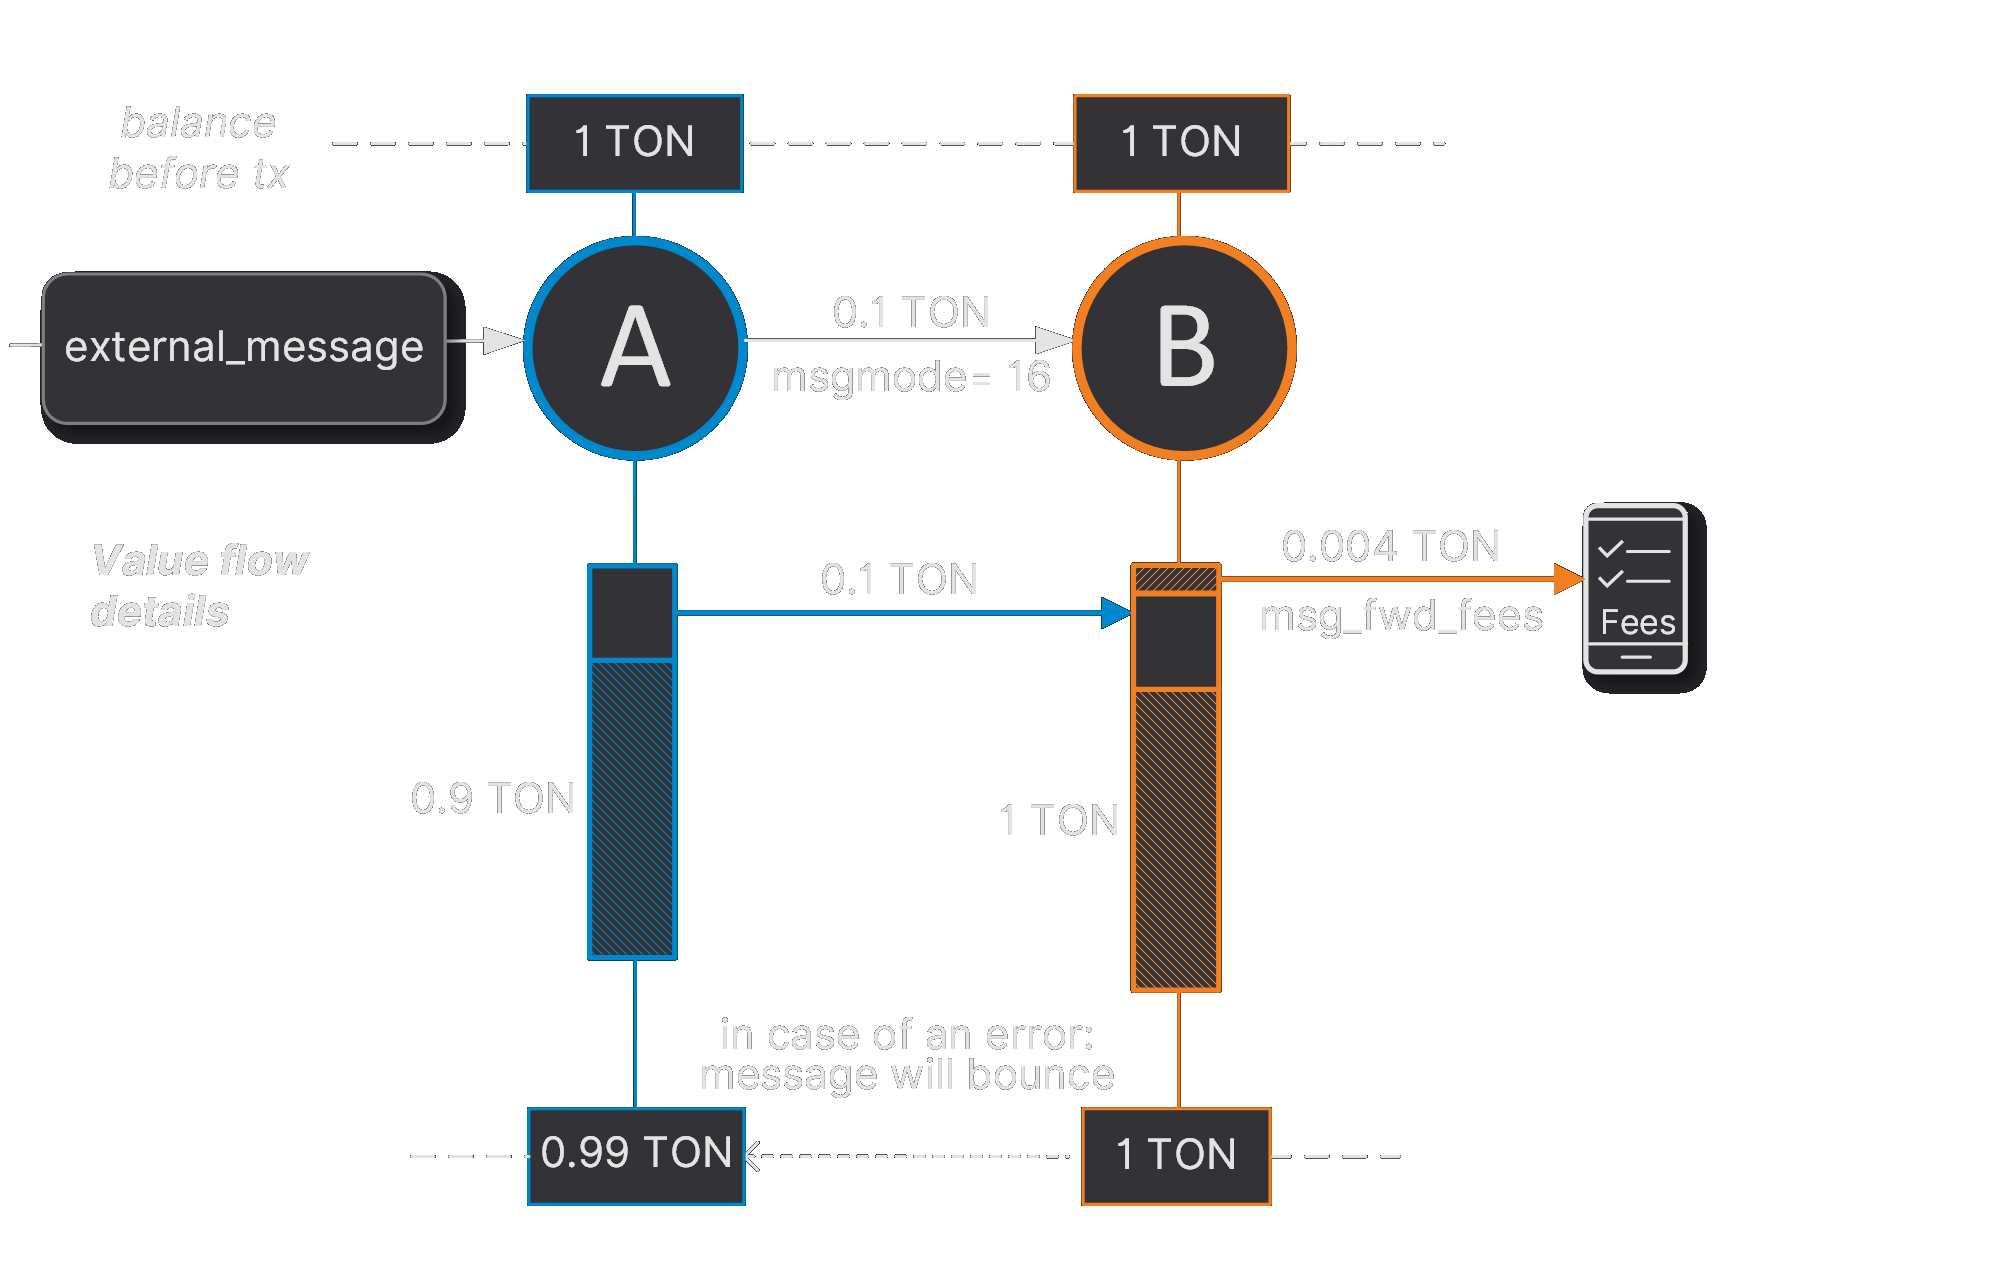 balance
before tx
1 TON
1 TON
external_message
A
0.1 TON
msgmode= 16
B
Value flow
details
0.1 TON
0.004 TON
msg_fwd_fees
Fees
0.9 TON
1 TON
in case of an error:
message will bounce
0.99 TON
1 TON